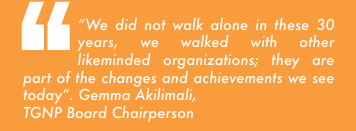 “We did not walk alone in these 30
years, we walked with other
likeminded organizations; they are
part of the changes and achievements we see
today”. Gemma Akilimali,
TGNP Board Chairperson